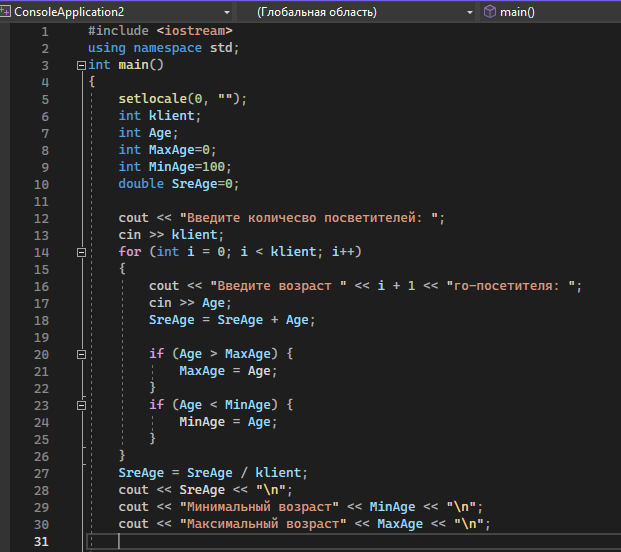 ConsoleApplication2 (Глобальная область) main()
1 #include <iostream>
2 using namespace std;
3 int main()
4 {
5 setlocale(0, "");
6 int klient;
7 int Age;
8 int MaxAge=0;
9 int MinAge=100;
10 double SreAge=0;
11
12 cout << "Введите количесво посветителей: ";
13 cin >> klient;
14 for (int i = 0; i < klient; i++)
15 {
16 cout << "Введите возраст " << i + 1 << "го-посетителя: ";
17 cin >> Age;
18 SreAge = SreAge + Age;
19
20 if (Age > MaxAge) {
21 MaxAge = Age;
22 }
23 if (Age < MinAge) {
24 MinAge = Age;
25 }
26 }
27 SreAge = SreAge / klient;
28 cout << SreAge << "\n";
29 cout << "Минимальный возраст" << MinAge << "\n";
30 cout << "Максимальный возраст" << MaxAge << "\n";
31